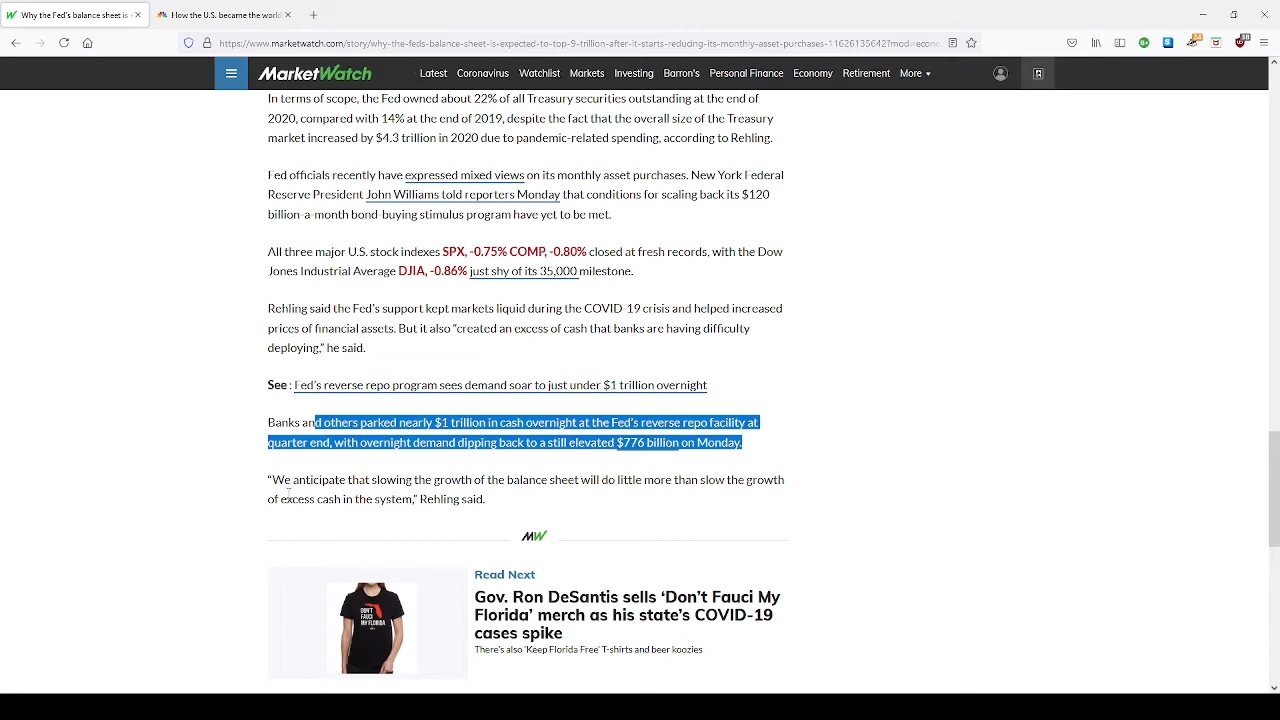 Why the Fed's balance sheet is
How the U.S. became the world
https://www.marketwatch.com/story/why-the-feds-balance-sheet-is-expected-to-top-9-trillion-after-it-starts-reducing-its-monthly-asset-purchases-11626135642?mod=econo
24
38
MarketWatch
Latest Coronavirus Watchlist Markets Investing Barron's Personal Finance Economy Retirement More
In terms of scope, the Fed owned about 22% of all Treasury securities outstanding at the end of
2020, compared with 14% at the end of 2019, despite the fact that the overall size of the Treasury
market increased by $4.3 trillion in 2020 due to pandemic-related spending, according to Rehling.
Fed officials recently have expressed mixed views on its monthly asset purchases. New York Federal
Reserve President John Williams told reporters Monday that conditions for scaling back its $120
billion-a-month bond-buying stimulus program have yet to be met.
All three major U.S. stock indexes SPX, -0.75% COMP, -0.80% closed at fresh records, with the Dow
Jones Industrial Average DJIA, -0.86% just shy of its 35,000 milestone.
Rehling said the Fed's support kept markets liquid during the COVID-19 crisis and helped increased
prices of financial assets. But it also “created an excess of cash that banks are having difficulty
deploying,” he said.
See : Fed's reverse repo program sees demand soar to just under $1 trillion overnight
Banks and others parked nearly $1 trillion in cash overnight at the Fed's reverse repo facility at
quarter end, with overnight demand dipping back to a still elevated $776 billion on Monday.
“We anticipate that slowing the growth of the balance sheet will do little more than slow the growth
of excess cash in the system,” Rehling said.
MW
Read Next
Gov. Ron DeSantis sells ‘Don't Fauci My
Florida’ merch as his state's COVID-19
cases spike
There's also ‘Keep Florida Free’ T-shirts and beer koozies
DON'T
FAUCI
MY FLORIDA